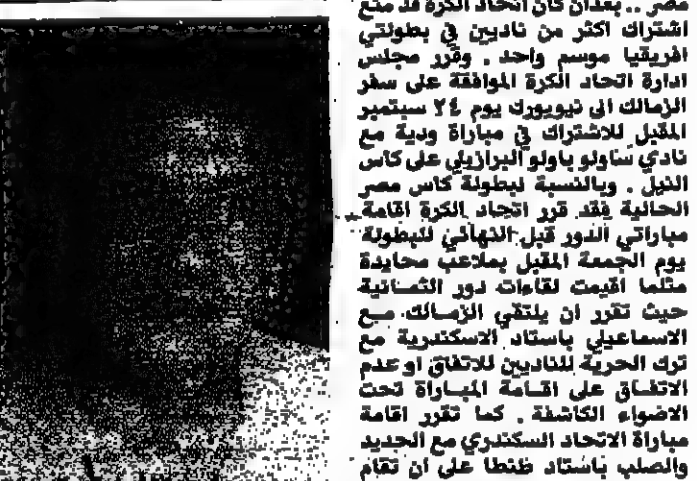 مصر .. بعد ان كان اتحاد الكرة قد منع
اشتراك اكثر من ناديين في بطولتي
افريقيا موسم واحد . وقرر مجلس
ادارة اتحاد الكرة الموافقة على سفر
الزمالك الى نيويورك يوم ٢٤ سبتمبر
المقبل للاشتراك في مباراة ودية مع
نادي ساولو باولو البرازيلي على كاس
النيل . وبالنسبة لبطولة كاس مصر
الحالية فقد قرر اتحاد الكرة اقامة
مباراتي الدور قبل النهائي للبطولة
يوم الجمعة المقبل بملاعب محايدة
مثلما اقيمت لقاءات دور الثمانية
حيث تقرر ان يلتقي الزمالك مع
الاسماعيلي باستاد الاسكندرية مع
ترك الحرية للناديين للاتفاق او عدم
الاتفاق على اقامة المباراة تحت
الاضواء الكاشفة . كما تقرر اقامة
مباراة الاتحاد السكندري مع الحديد
والصلب باستاد طنطا على ان تقام